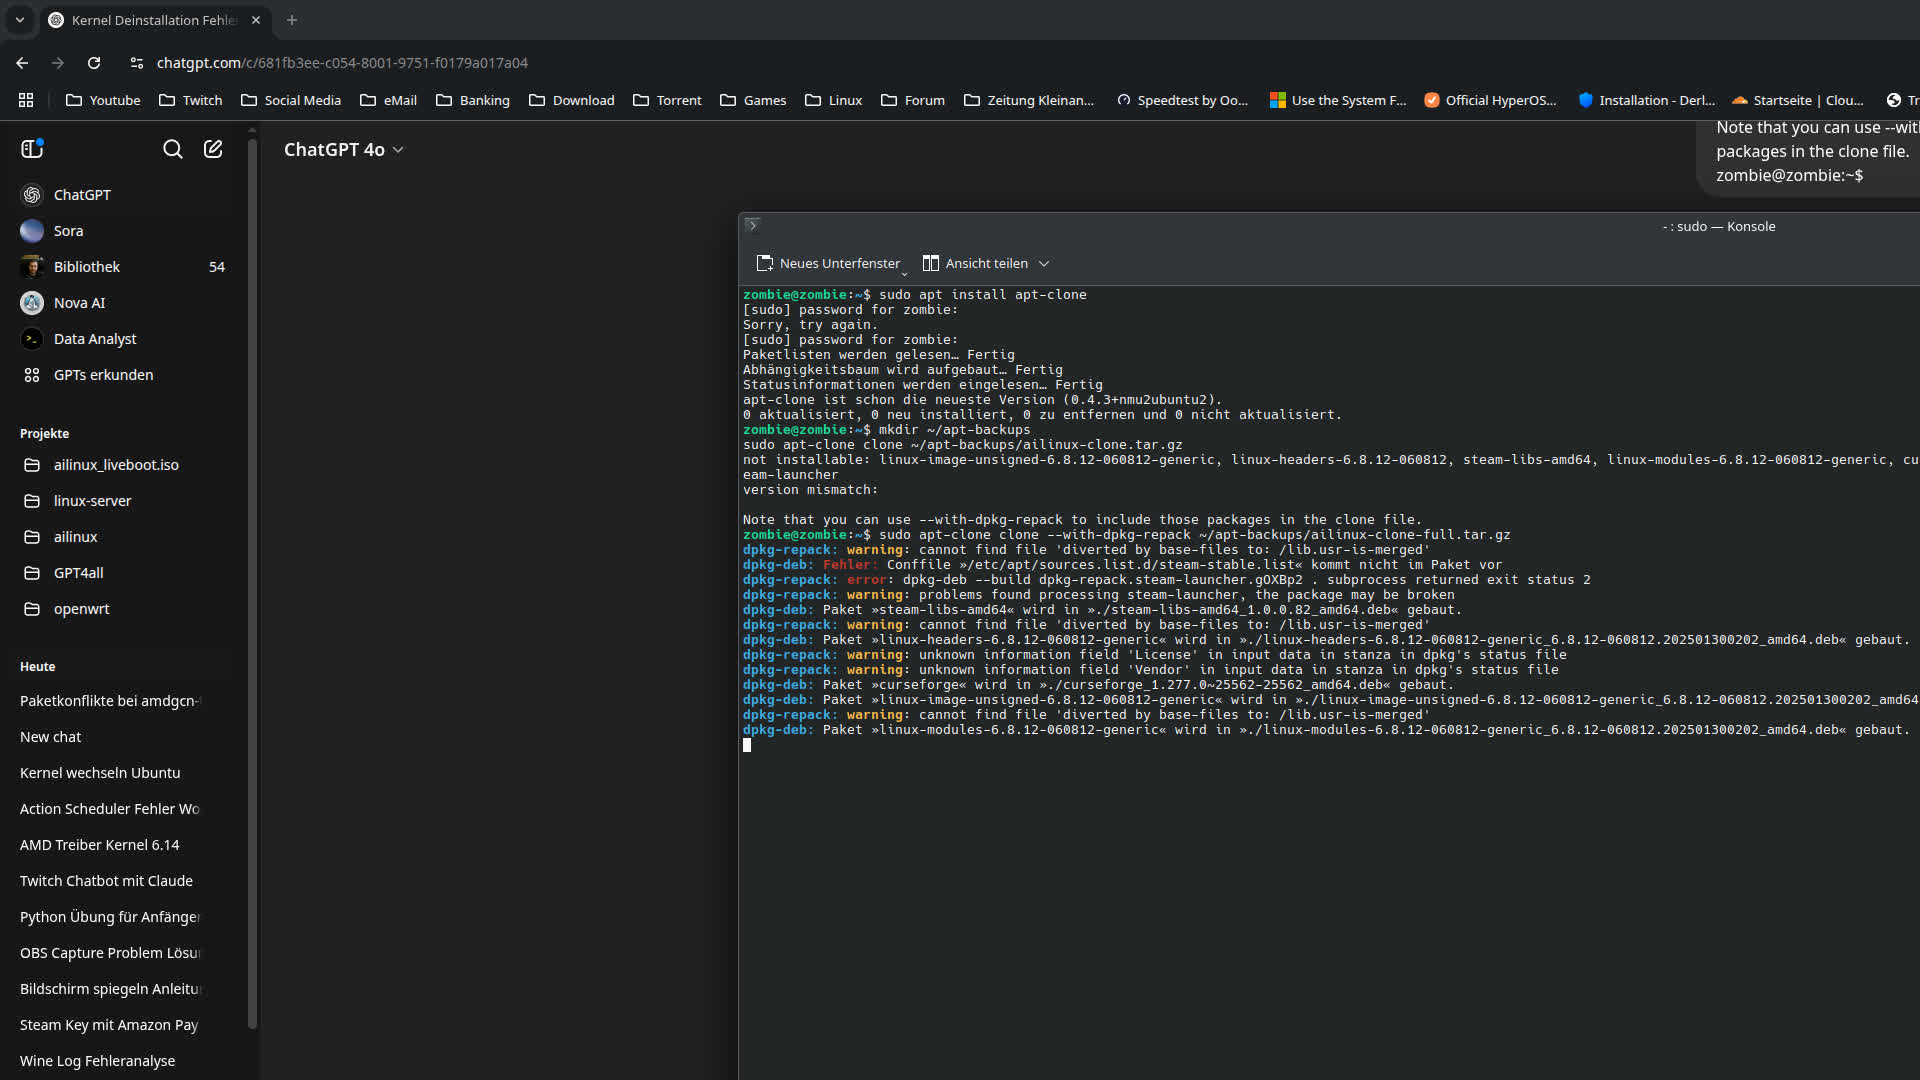 Kernel Deinstallation Fehle
chatgpt.com/c/681fb3ee-c054-8001-9751-f0179a017a04
Youtube
Twitch
Social Media
eMail
Banking
Download
Torrent
Games
Linux
Forum
Zeitung Kleinan...
Speedtest by Oo...
Use the System F...
Official HyperOS...
Installation - Derl...
Startseite | Clou...
Tr
ChatGPT
Sora
Bibliothek 54
Nova AI
Data Analyst
GPTs erkunden
Projekte
ailinux_liveboot.iso
linux-server
ailinux
GPT4all
openwrt
Heute
Paketkonflikte bei amdgcn-
New chat
Kernel wechseln Ubuntu
Action Scheduler Fehler Wo
AMD Treiber Kernel 6.14
Twitch Chatbot mit Claude
Python Übung für Anfänger
OBS Capture Problem Lösu
Bildschirm spiegeln Anleitu
Steam Key mit Amazon Pay
Wine Log Fehleranalyse
ChatGPT 4o
Note that you can use --with
packages in the clone file.
zombie@zombie:~$
- : sudo — Konsole
Neues Unterfenster
Ansicht teilen
zombie@zombie:~$ sudo apt install apt-clone
[sudo] password for zombie:
Sorry, try again.
[sudo] password for zombie:
Paketlisten werden gelesen… Fertig
Abhängigkeitsbaum wird aufgebaut… Fertig
Statusinformationen werden eingelesen… Fertig
apt-clone ist schon die neueste Version (0.4.3+nmu2ubuntu2).
0 aktualisiert, 0 neu installiert, 0 zu entfernen und 0 nicht aktualisiert.
zombie@zombie:~$ mkdir ~/apt-backups
sudo apt-clone clone ~/apt-backups/ailinux-clone.tar.gz
not installable: linux-image-unsigned-6.8.12-060812-generic, linux-headers-6.8.12-060812, steam-libs-amd64, linux-modules-6.8.12-060812-generic, cu
eam-launcher
version mismatch:
Note that you can use --with-dpkg-repack to include those packages in the clone file.
zombie@zombie:~$ sudo apt-clone clone --with-dpkg-repack ~/apt-backups/ailinux-clone-full.tar.gz
dpkg-repack: warning: cannot find file 'diverted by base-files to: /lib.usr-is-merged'
dpkg-deb: Fehler: Conffile »/etc/apt/sources.list.d/steam-stable.list« kommt nicht im Paket vor
dpkg-repack: error: dpkg-deb --build dpkg-repack.steam-launcher.gOXBp2 . subprocess returned exit status 2
dpkg-repack: warning: problems found processing steam-launcher, the package may be broken
dpkg-deb: Paket »steam-libs-amd64« wird in »./steam-libs-amd64_1.0.0.82_amd64.deb« gebaut.
dpkg-repack: warning: cannot find file 'diverted by base-files to: /lib.usr-is-merged'
dpkg-deb: Paket »linux-headers-6.8.12-060812-generic« wird in »./linux-headers-6.8.12-060812-generic_6.8.12-060812.202501300202_amd64.deb« gebaut.
dpkg-repack: warning: unknown information field 'License' in input data in stanza in dpkg's status file
dpkg-repack: warning: unknown information field 'Vendor' in input data in stanza in dpkg's status file
dpkg-deb: Paket »curseforge« wird in »./curseforge_1.277.0~25562-25562_amd64.deb« gebaut.
dpkg-deb: Paket »linux-image-unsigned-6.8.12-060812-generic« wird in »./linux-image-unsigned-6.8.12-060812-generic_6.8.12-060812.202501300202_amd64
dpkg-repack: warning: cannot find file 'diverted by base-files to: /lib.usr-is-merged'
dpkg-deb: Paket »linux-modules-6.8.12-060812-generic« wird in »./linux-modules-6.8.12-060812-generic_6.8.12-060812.202501300202_amd64.deb« gebaut.